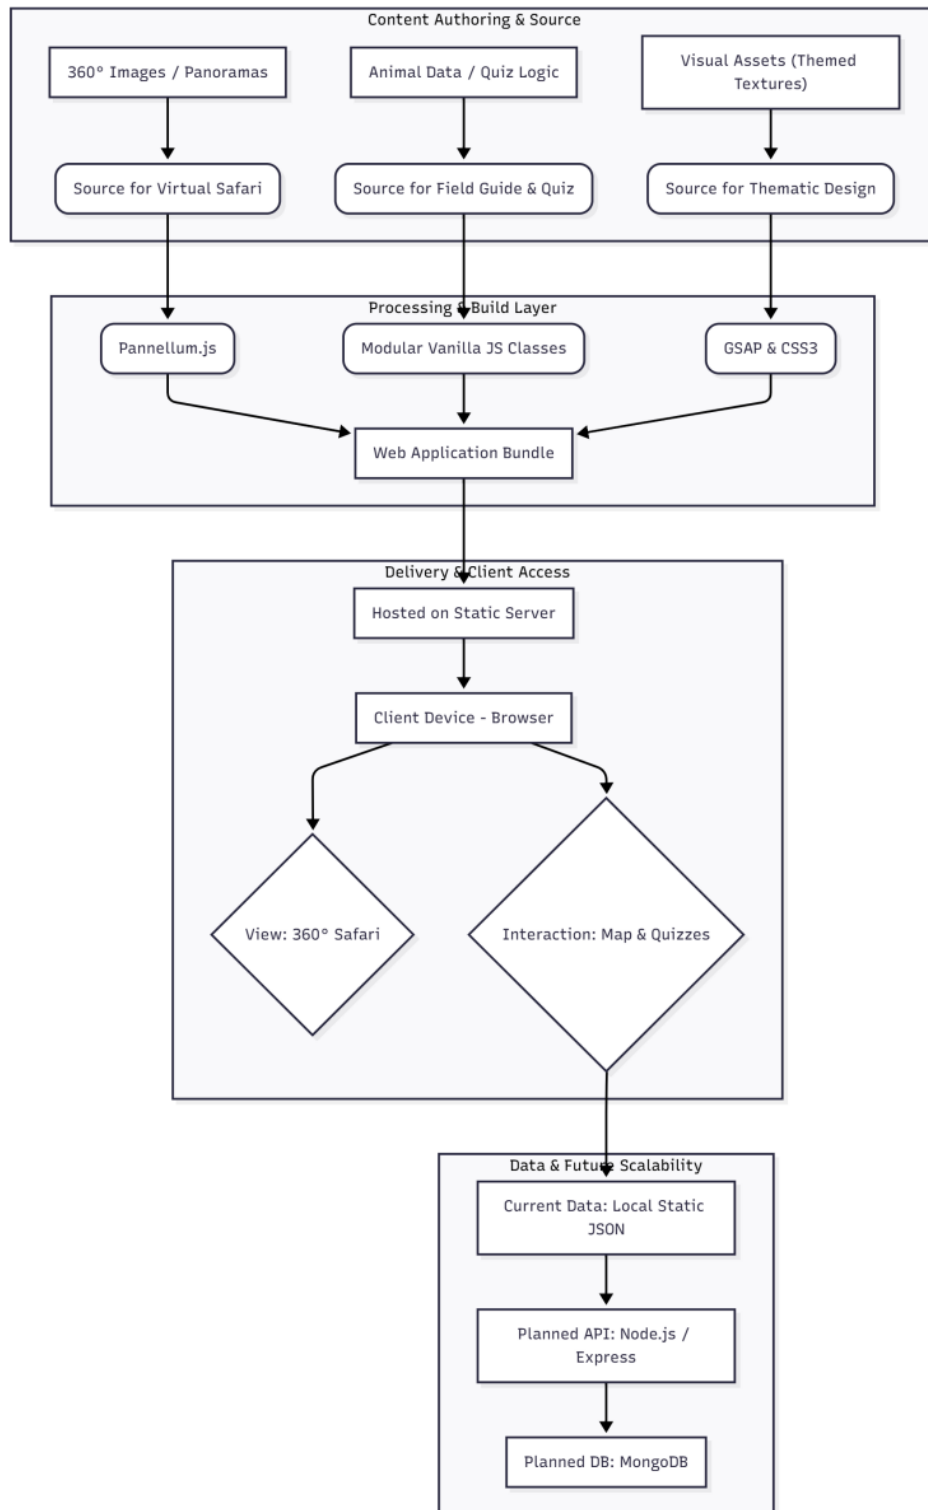 Content Authoring & Source
360° Images / Panoramas
Animal Data / Quiz Logic
Visual Assets (Themed
Textures)
Source for Virtual Safari
Source for Field Guide & Quiz
Source for Thematic Design
Processing & Build Layer
Pannellum.js
Modular Vanilla JS Classes
GSAP & CSS3
Web Application Bundle
Delivery & Client Access
Hosted on Static Server
Client Device - Browser
View: 360° Safari
Interaction: Map & Quizzes
Data & Future Scalability
Current Data: Local Static
JSON
Planned API: Node.js /
Express
Planned DB: MongoDB